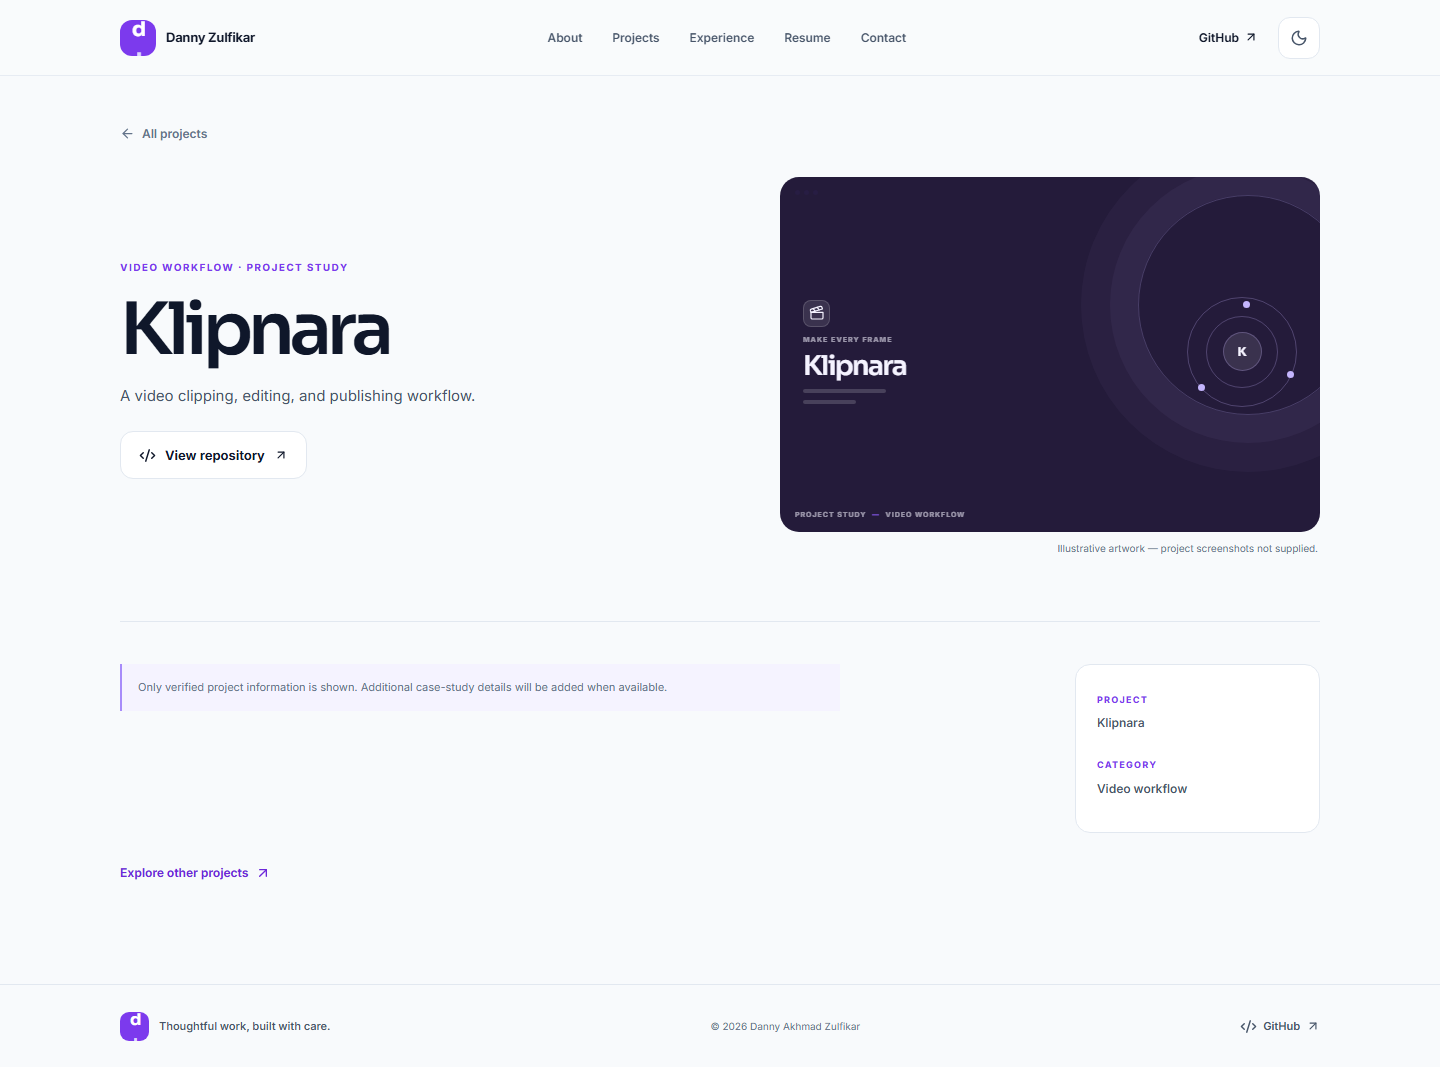 d
Danny Zulfikar
About
Projects
Experience
Resume
Contact
GitHub
All projects
VIDEO WORKFLOW · PROJECT STUDY
Klipnara
A video clipping, editing, and publishing workflow.
View repository
MAKE EVERY FRAME
Klipnara
K
PROJECT STUDY — VIDEO WORKFLOW
Illustrative artwork — project screenshots not supplied.
Only verified project information is shown. Additional case-study details will be added when available.
PROJECT
Klipnara
CATEGORY
Video workflow
Explore other projects
d
Thoughtful work, built with care.
© 2026 Danny Akhmad Zulfikar
GitHub